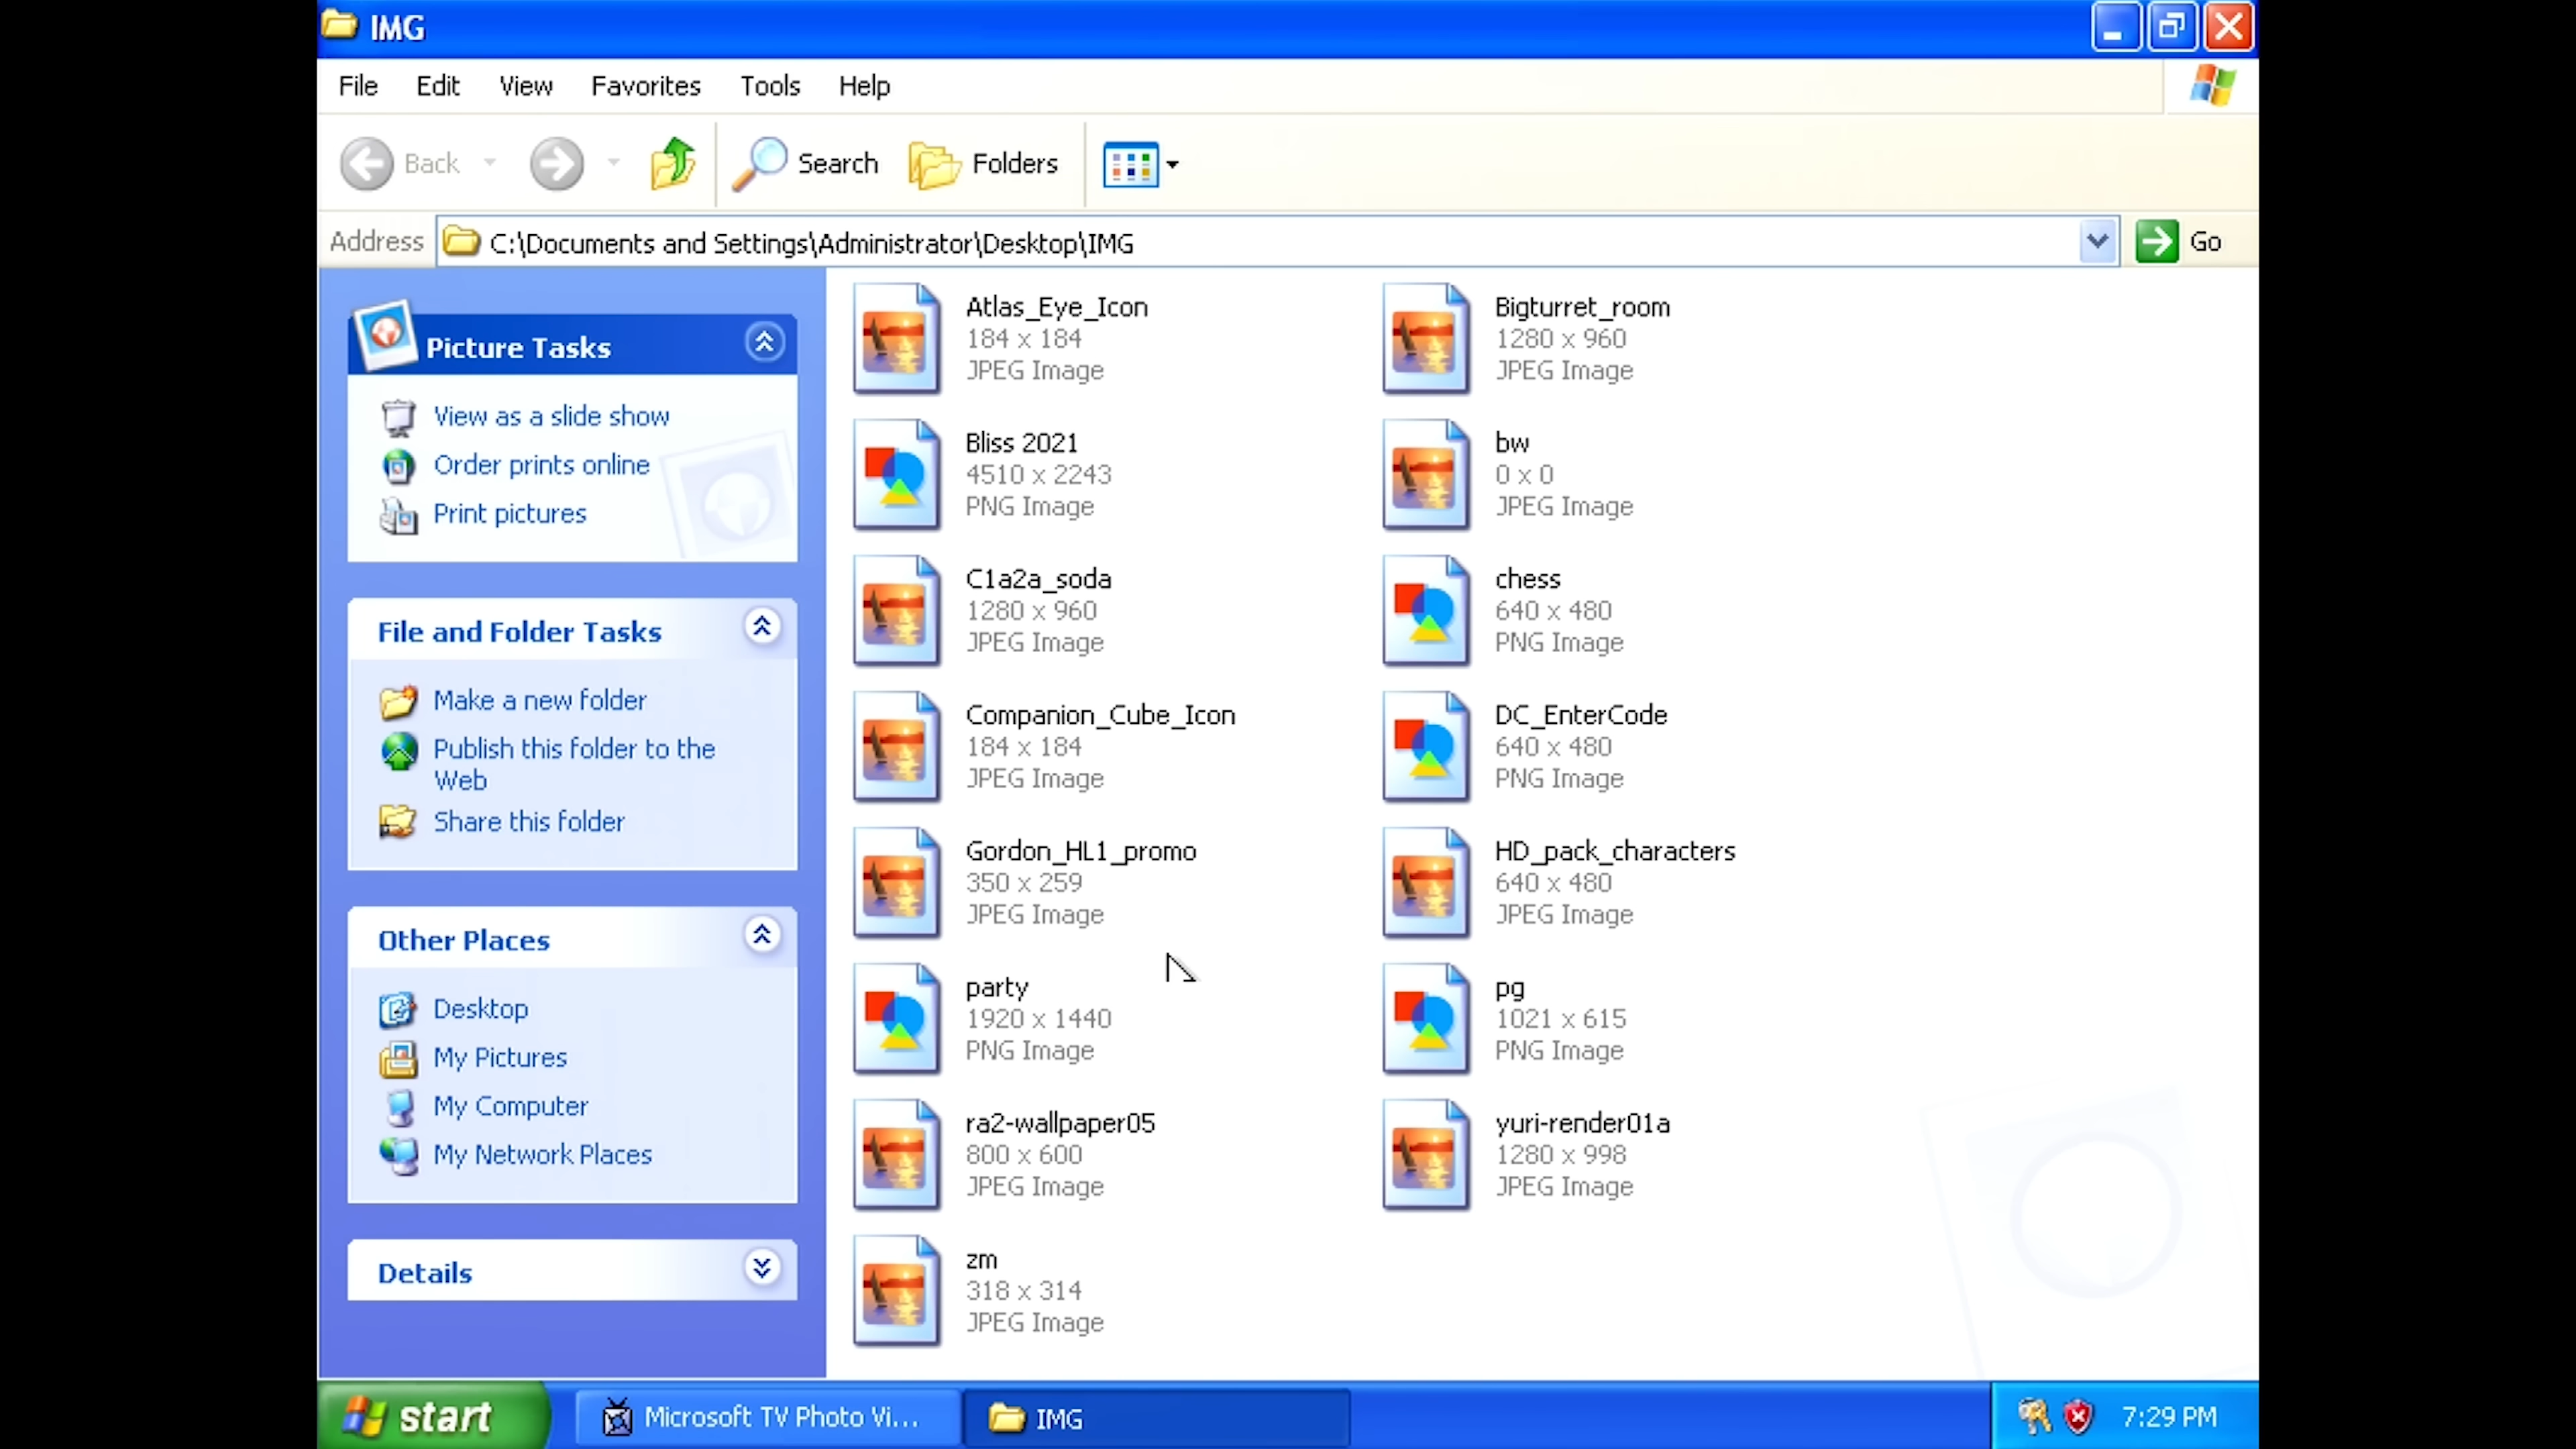 IMG
File Edit View Favorites Tools Help
Back Search Folders
Address C:\Documents and Settings\Administrator\Desktop\IMG Go
Picture Tasks
View as a slide show
Order prints online
Print pictures
File and Folder Tasks
Make a new folder
Publish this folder to the
Web
Share this folder
Other Places
Desktop
My Pictures
My Computer
My Network Places
Details
Atlas_Eye_Icon
184 x 184
JPEG Image
Bigturret_room
1280 x 960
JPEG Image
Bliss 2021
4510 x 2243
PNG Image
bw
0 x 0
JPEG Image
C1a2a_soda
1280 x 960
JPEG Image
chess
640 x 480
PNG Image
Companion_Cube_Icon
184 x 184
JPEG Image
DC_EnterCode
640 x 480
PNG Image
Gordon_HL1_promo
350 x 259
JPEG Image
HD_pack_characters
640 x 480
JPEG Image
party
1920 x 1440
PNG Image
pg
1021 x 615
PNG Image
ra2-wallpaper05
800 x 600
JPEG Image
yuri-render01a
1280 x 998
JPEG Image
zm
318 x 314
JPEG Image
start Microsoft TV Photo Vi... IMG 7:29 PM